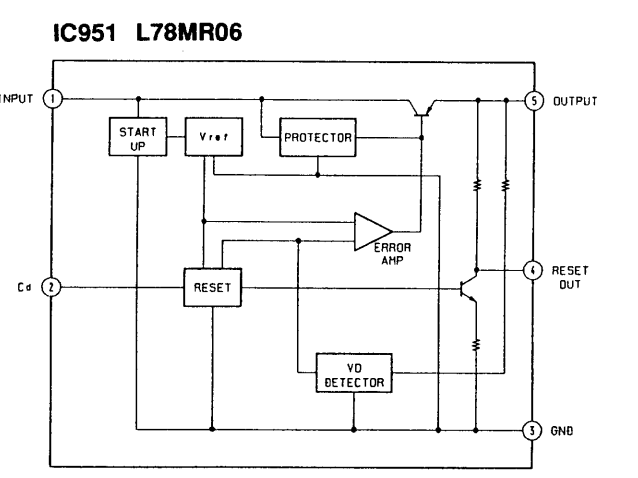 IC951 L78MR06
INPUT
1
5
OUTPUT
START
UP
Vref
PROTECTOR
ERROR
AMP
Cd
2
RESET
4
RESET
OUT
VD
DETECTOR
3
GND